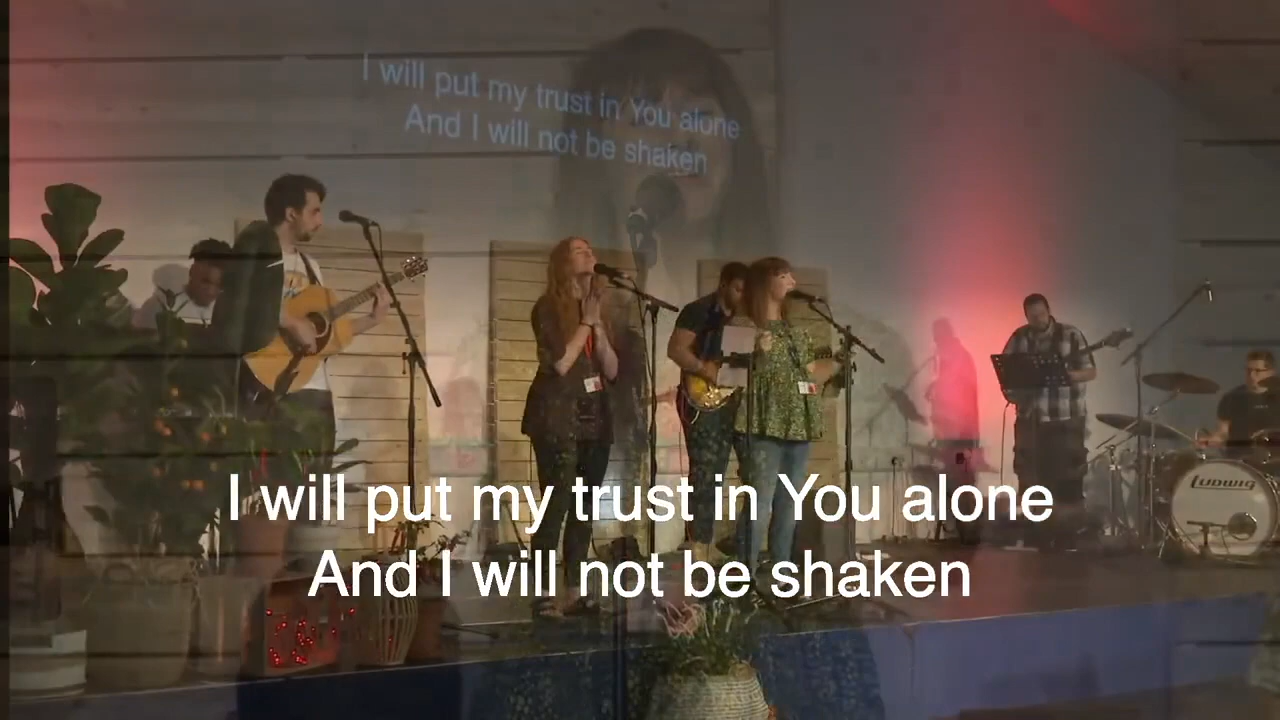 I will put my trust in You alone
And I will not be shaken
LUDWIG
I will put my trust in You alone
And I will not be shaken